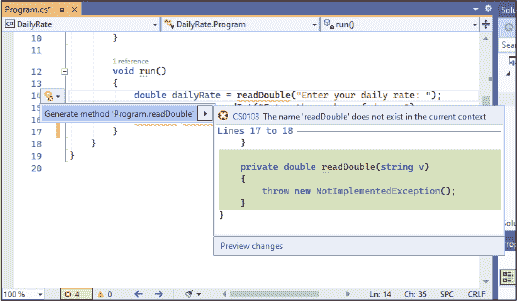 Program.cs*
Solu
DailyRate
DailyRate.Program
run()
Sear
10 }
11
1 reference
12 void run()
13 {
14 double dailyRate = readDouble("Enter your daily rate: ");
Generate method 'Program.readDouble'
CS0103 The name 'readDouble' does not exist in the current context
Lines 17 to 18
}
private double readDouble(string v)
{
throw new NotImplementedException();
}
}
Preview changes
17 }
18 }
19 }
20
100 %
4
0
Ln: 14
Ch: 35
SPC
CRLF